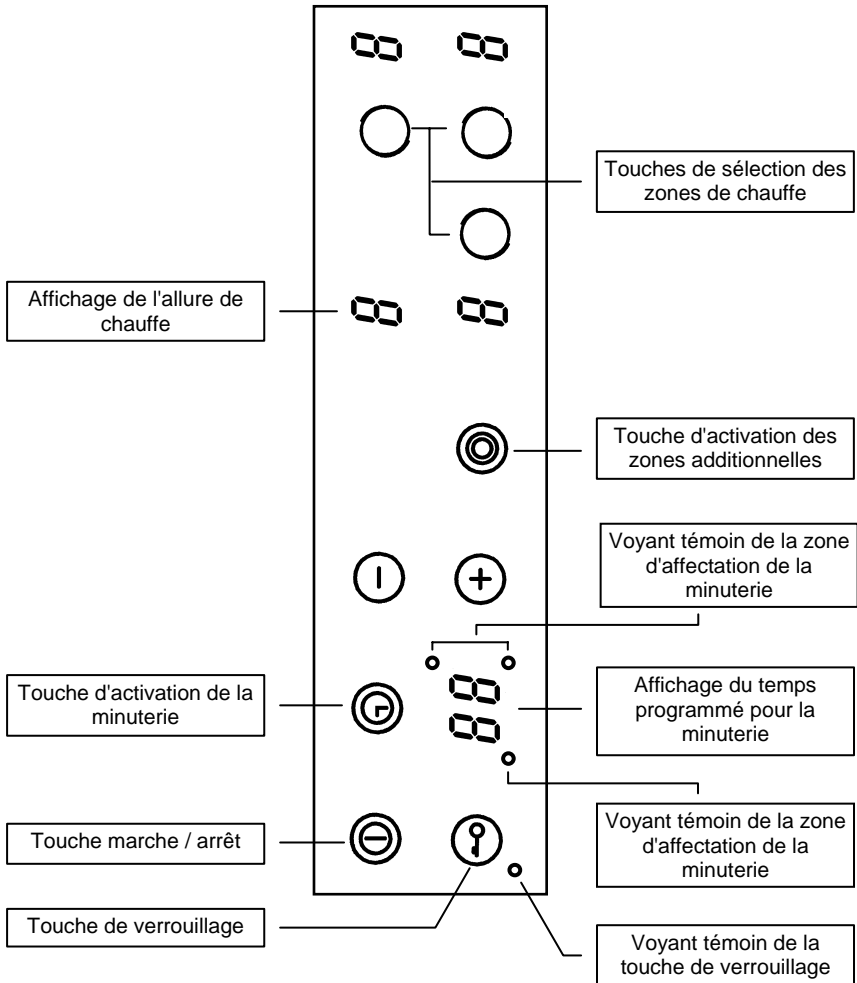 Touches de sélection des
zones de chauffe
Affichage de l'allure de
chauffe
Touche d'activation des
zones additionnelles
Voyant témoin de la zone
d'affectation de la
minuterie
Touche d'activation de la
minuterie
Affichage du temps
programmé pour la
minuterie
Touche marche / arrêt
Voyant témoin de la zone
d'affectation de la
minuterie
Touche de verrouillage
Voyant témoin de la
touche de verrouillage